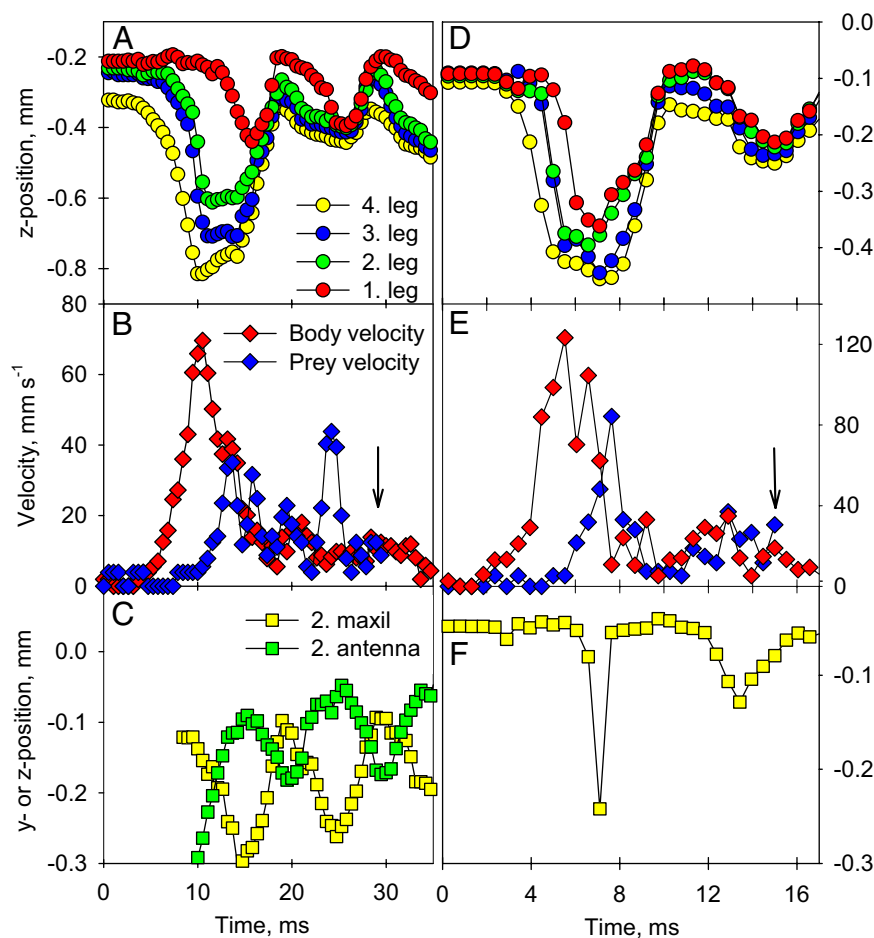 A
z-position, mm
-0.2
-0.4
-0.6
-0.8
4. leg
3. leg
2. leg
1. leg
D
0.0
-0.1
-0.2
-0.3
-0.4
B
Velocity, mm s-1
80
60
40
20
0
Body velocity
Prey velocity
E
120
80
40
0
C
y- or z-position, mm
0.0
-0.1
-0.2
-0.3
2. maxil
2. antenna
0 10 20 30
Time, ms
F
-0.1
-0.2
-0.3
0 4 8 12 16
Time, ms